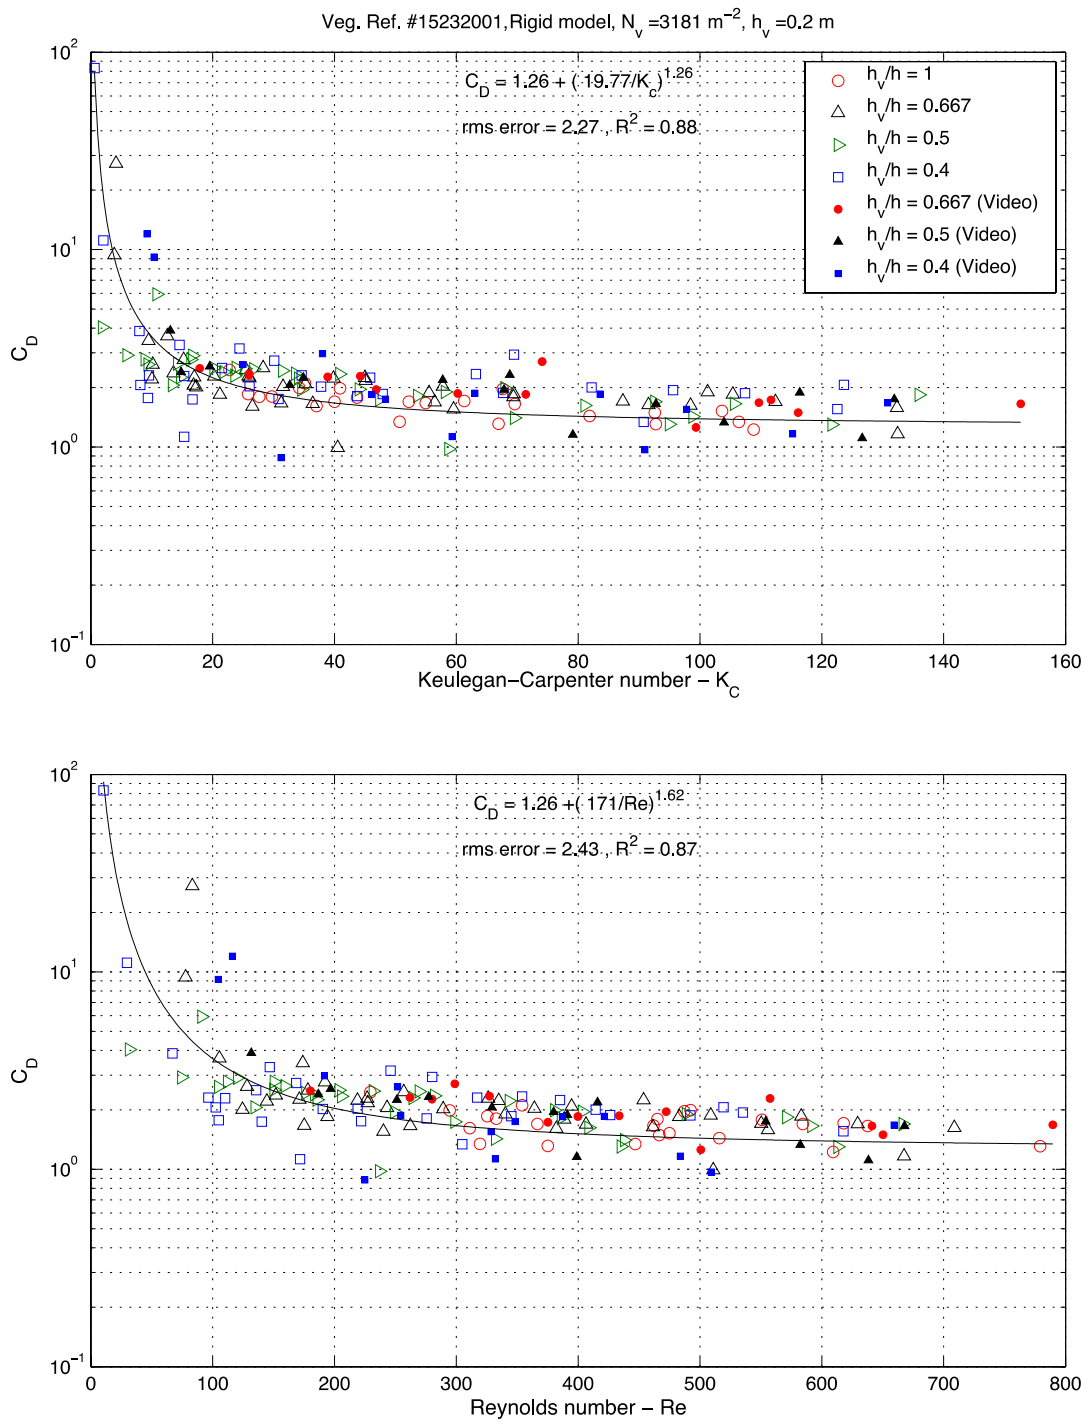 Veg. Ref. #15232001,Rigid model, N_v =3181 m^−2, h_v =0.2 m
C_D = 1.26 + ( 19.77/K_c)^1.26
rms error = 2.27 , R^2 = 0.88
h_v/h = 1
h_v/h = 0.667
h_v/h = 0.5
h_v/h = 0.4
h_v/h = 0.667 (Video)
h_v/h = 0.5 (Video)
h_v/h = 0.4 (Video)
10^2
10^1
10^0
10^−1
C_D
0 20 40 60 80 100 120 140 160
Keulegan−Carpenter number − K_C
C_D = 1.26 +( 171/Re)^1.62
rms error = 2.43 , R^2 = 0.87
10^2
10^1
10^0
10^−1
C_D
0 100 200 300 400 500 600 700 800
Reynolds number − Re